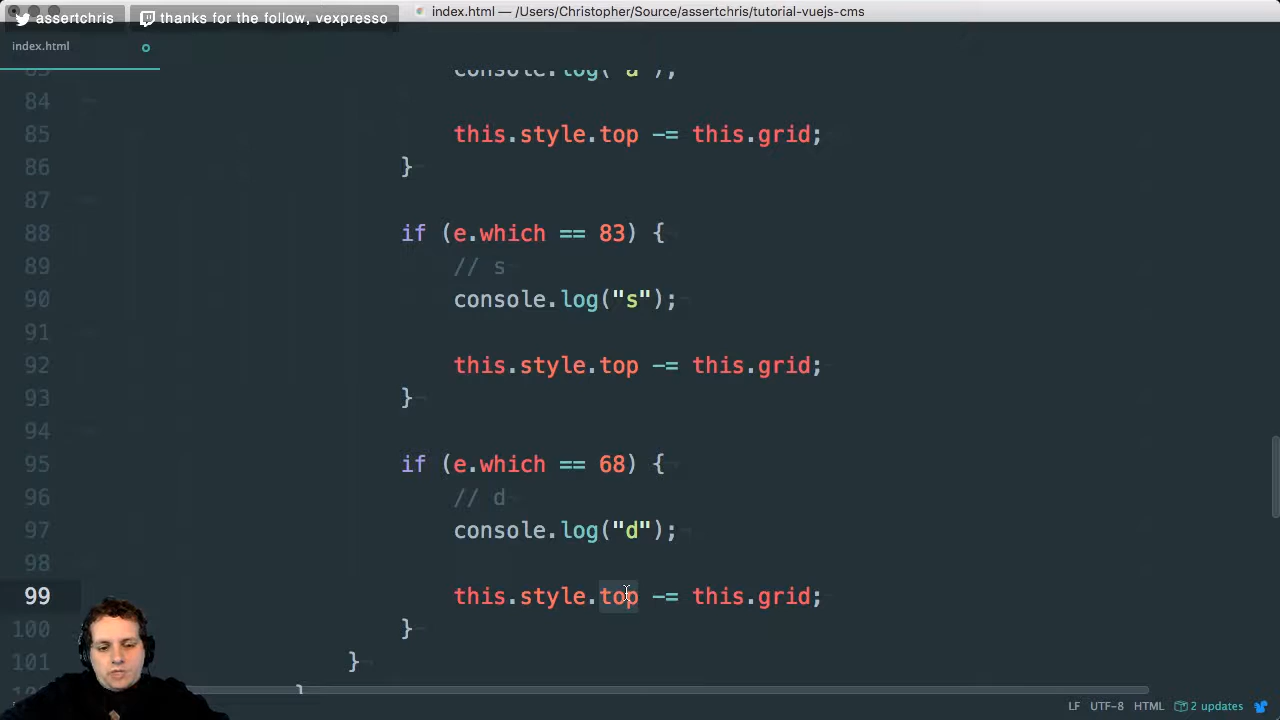 assertchris thanks for the follow, vexpresso
index.html — /Users/Christopher/Source/assertchris/tutorial-vuejs-cms
index.html
console.log("a");
84
85 this.style.top -= this.grid;
86 }
87
88 if (e.which == 83) {
89 // s
90 console.log("s");
91
92 this.style.top -= this.grid;
93 }
94
95 if (e.which == 68) {
96 // d
97 console.log("d");
98
99 this.style.top -= this.grid;
100 }
101 }
}
LF UTF-8 HTML 2 updates